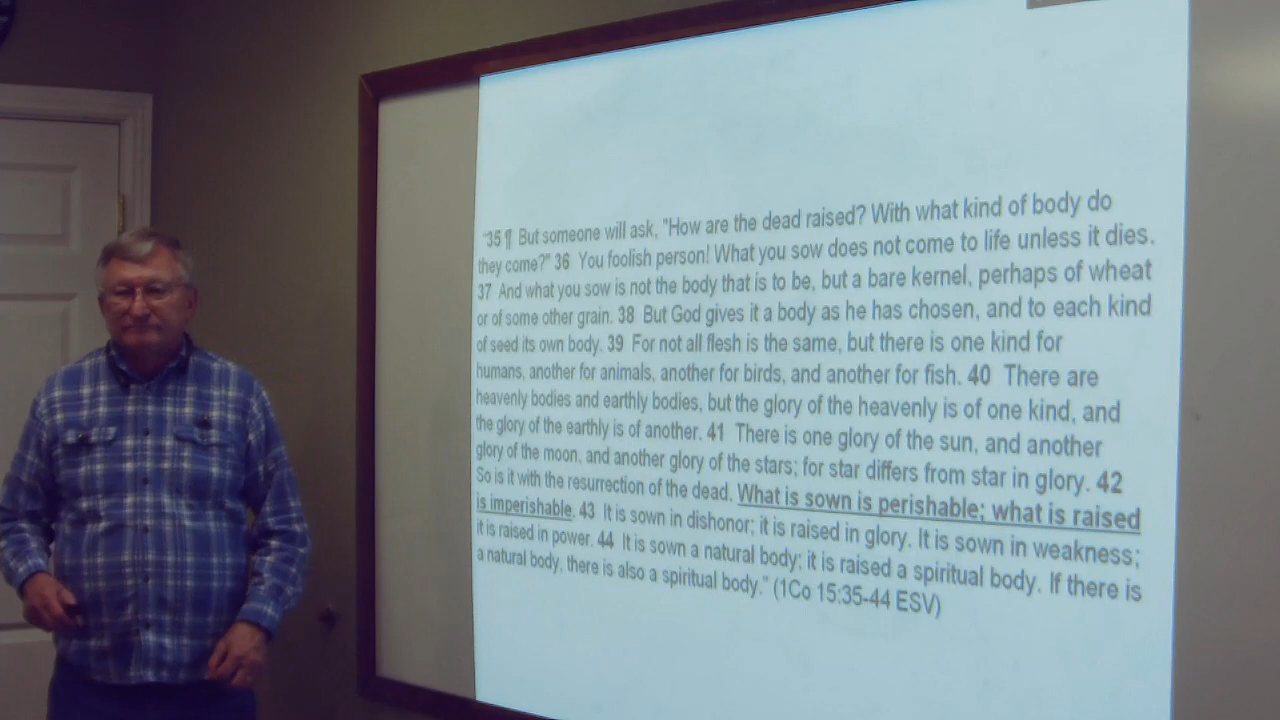 "35 ¶ But someone will ask, "How are the dead raised? With what kind of body do
they come?" 36 You foolish person! What you sow does not come to life unless it dies.
37 And what you sow is not the body that is to be, but a bare kernel, perhaps of wheat
or of some other grain. 38 But God gives it a body as he has chosen, and to each kind
of seed its own body. 39 For not all flesh is the same, but there is one kind for
humans, another for animals, another for birds, and another for fish. 40 There are
heavenly bodies and earthly bodies, but the glory of the heavenly is of one kind, and
the glory of the earthly is of another. 41 There is one glory of the sun, and another
glory of the moon, and another glory of the stars; for star differs from star in glory. 42
So is it with the resurrection of the dead. What is sown is perishable; what is raised
is imperishable. 43 It is sown in dishonor; it is raised in glory. It is sown in weakness;
it is raised in power. 44 It is sown a natural body; it is raised a spiritual body. If there is
a natural body, there is also a spiritual body." (1Co 15:35-44 ESV)